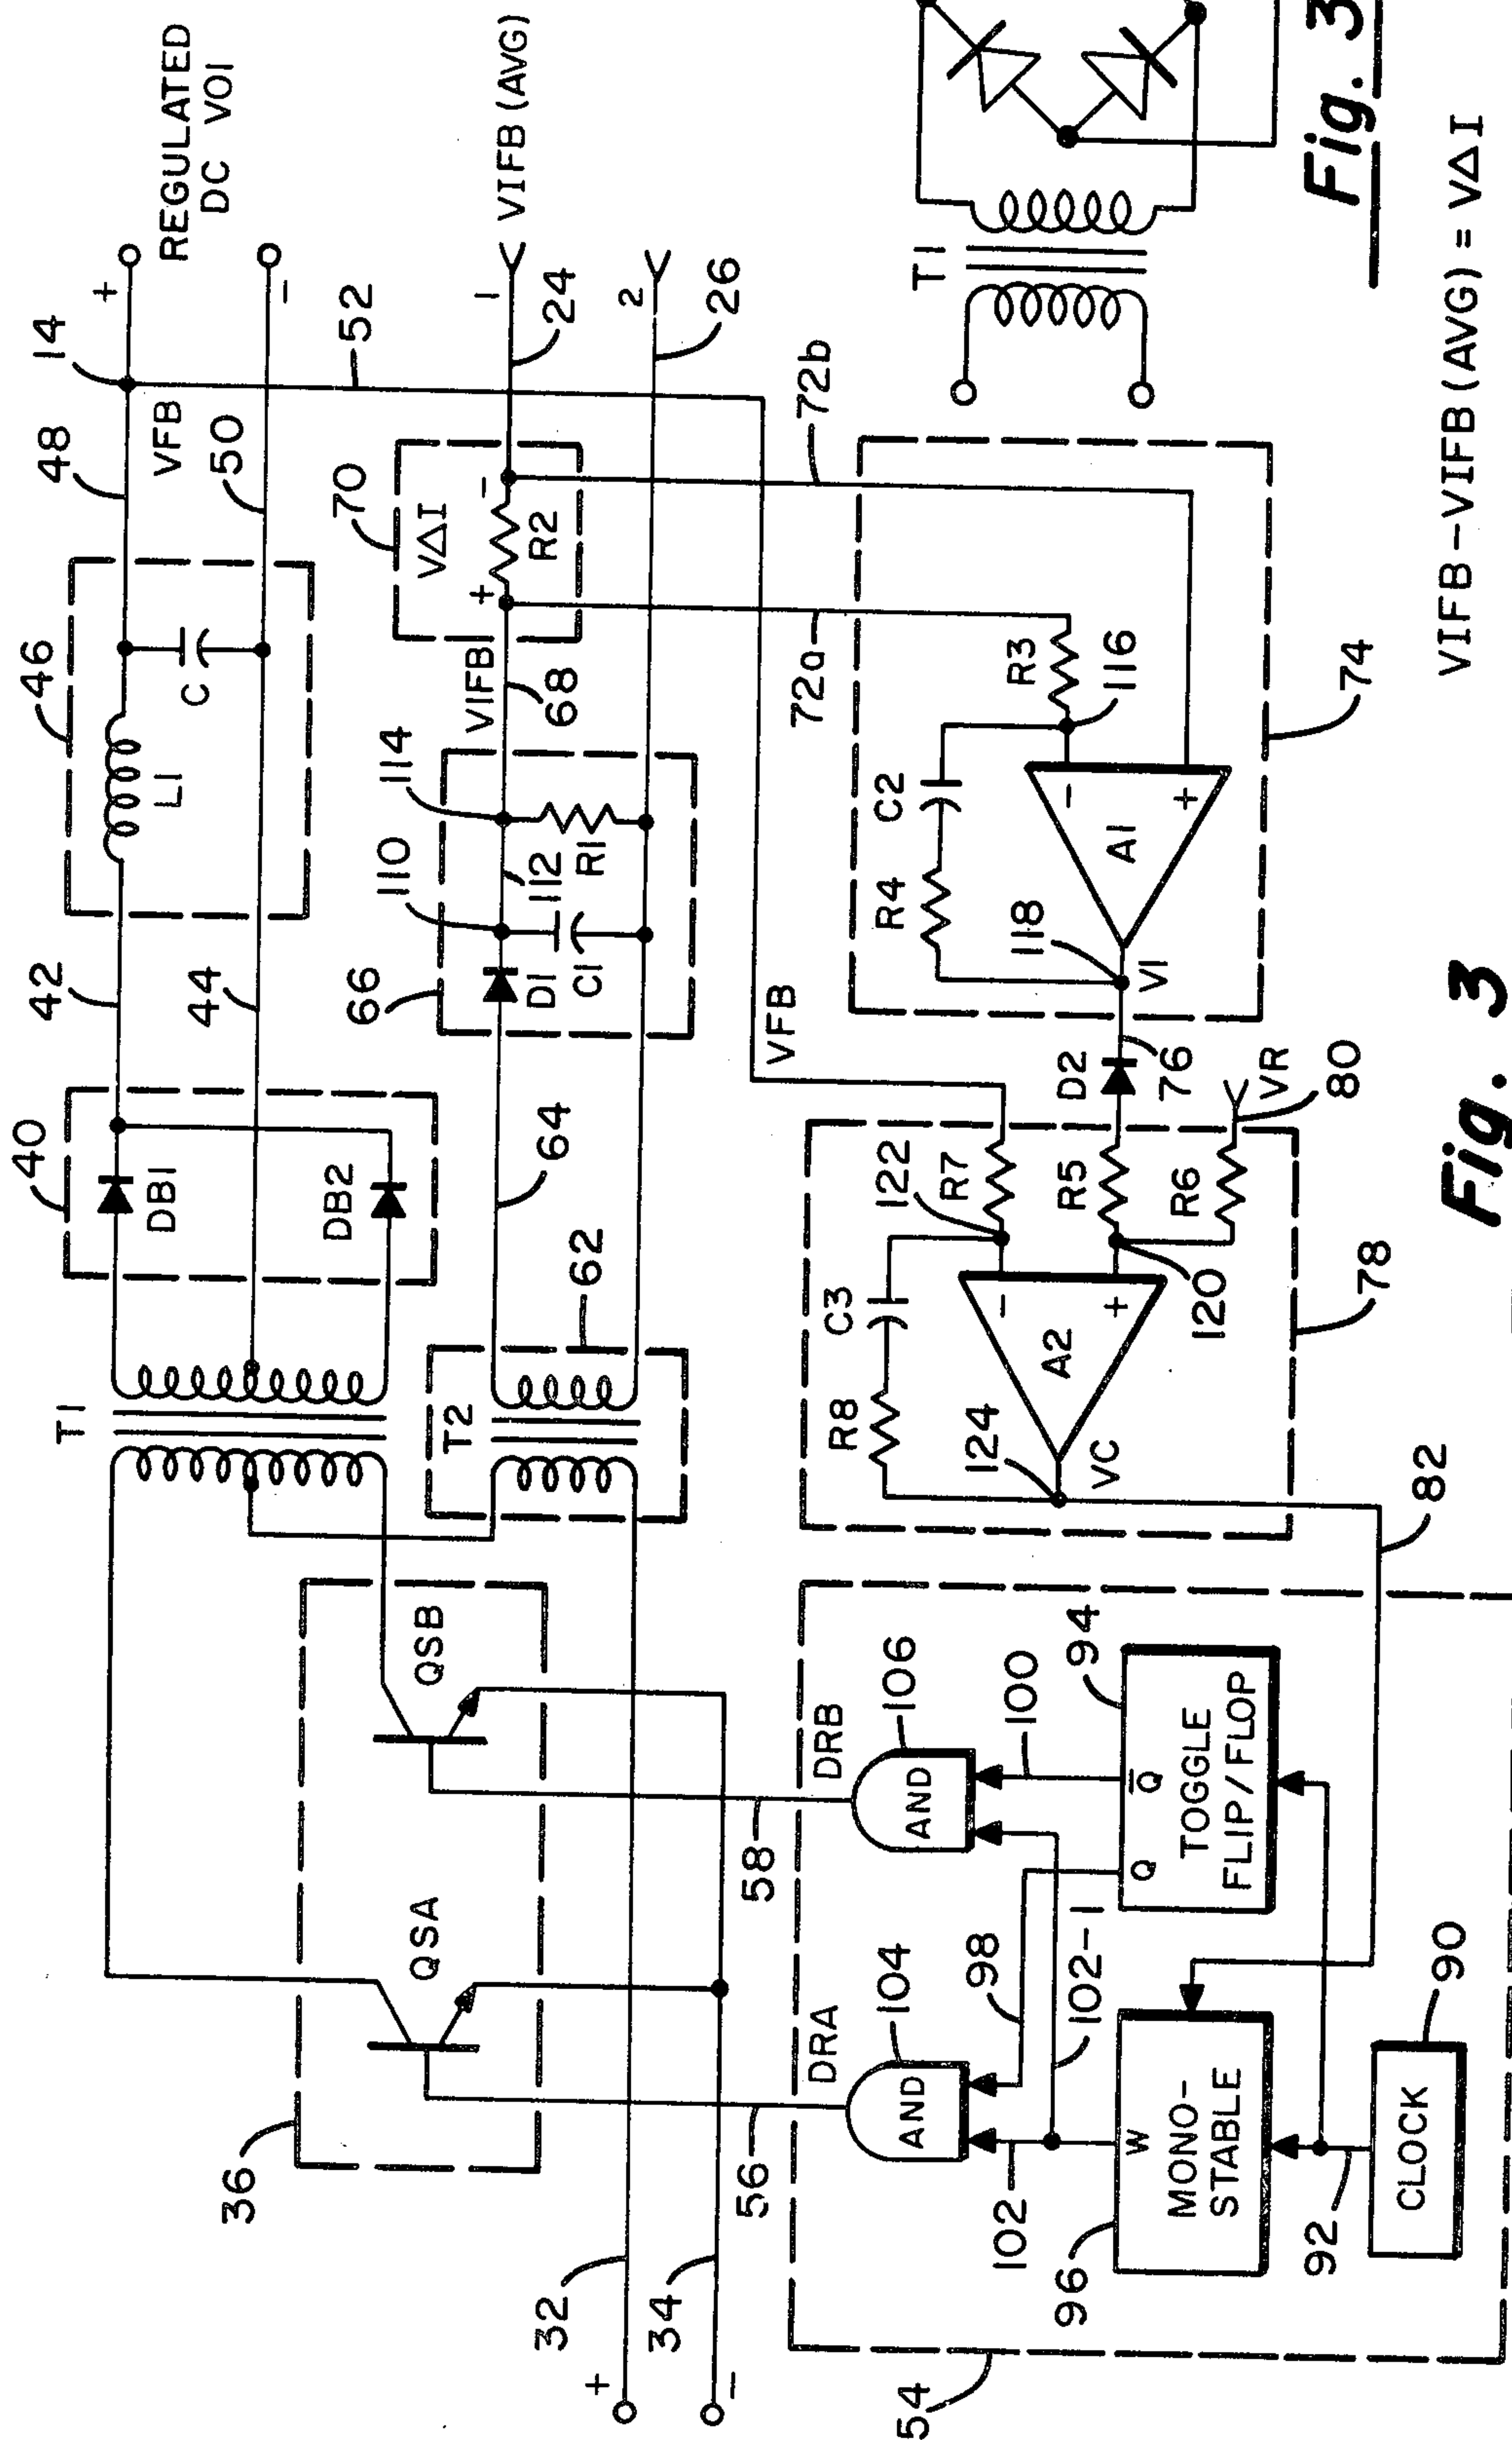 14
+
REGULATED
DC VO1
48
VFB
50
-
52
46
L1
C
42
44
40
DB1
DB2
T1
VIFB (AVG)
1
24
2
26
70
V∆I
+
-
R2
VIFB
68
114
110
112
R1
66
D1
C1
64
62
T2
36
QSA
QSB
32
34
+
-
56
58
VFB
72a
72b
R3
116
C2
R4
118
A1
-
+
V1
74
D2
76
VR
80
122
R7
R5
R6
C3
R8
A2
-
+
120
124
VC
78
82
DRA
DRB
AND
104
AND
106
98
100
102
102-1
W
MONO-
STABLE
96
Q
Q̅
TOGGLE
FLIP/FLOP
94
92
CLOCK
90
54
Fig. 3
T1
Fig. 3
VIFB-VIFB (AVG) = V∆I